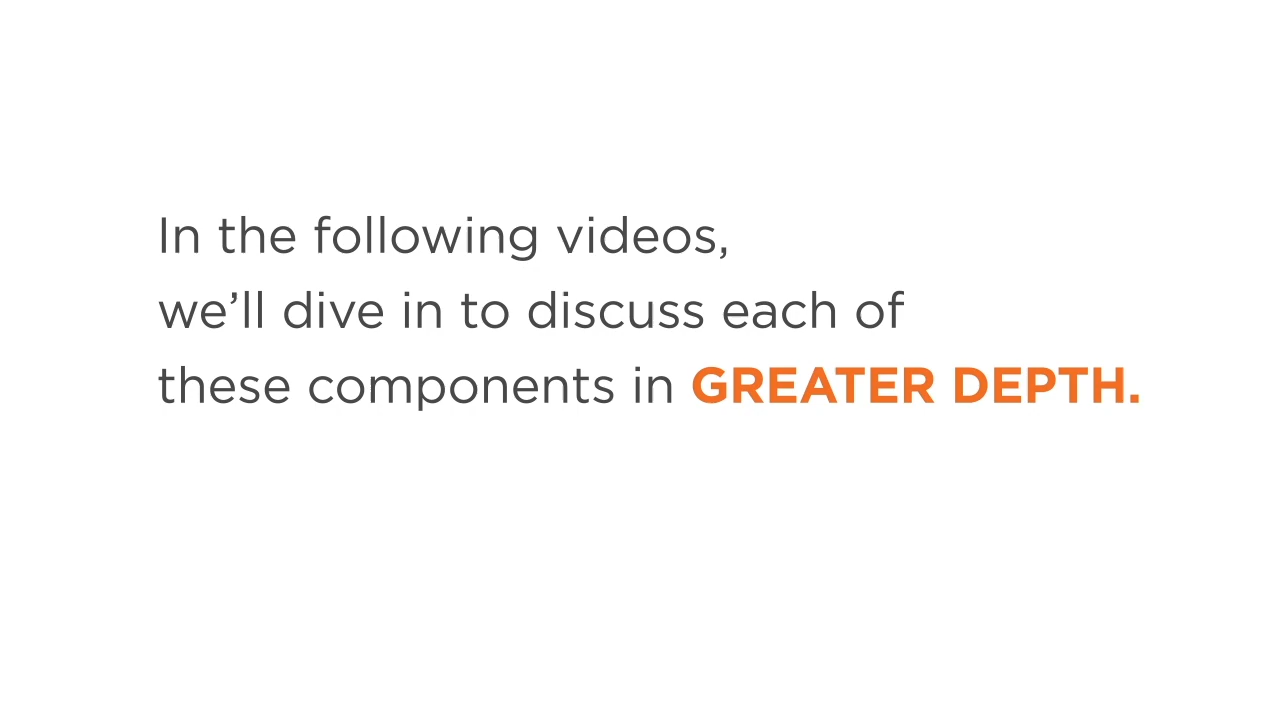 In the following videos,
we’ll dive in to discuss each of
these components in GREATER DEPTH.